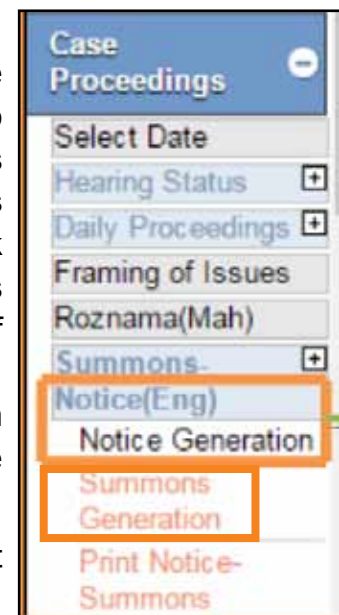 Case
Proceedings
Select Date
Hearing Status
Daily Proceedings
Framing of Issues
Roznama(Mah)
Summons-
Notice(Eng)
Notice Generation
Summons
Generation
Print Notice-
Summons